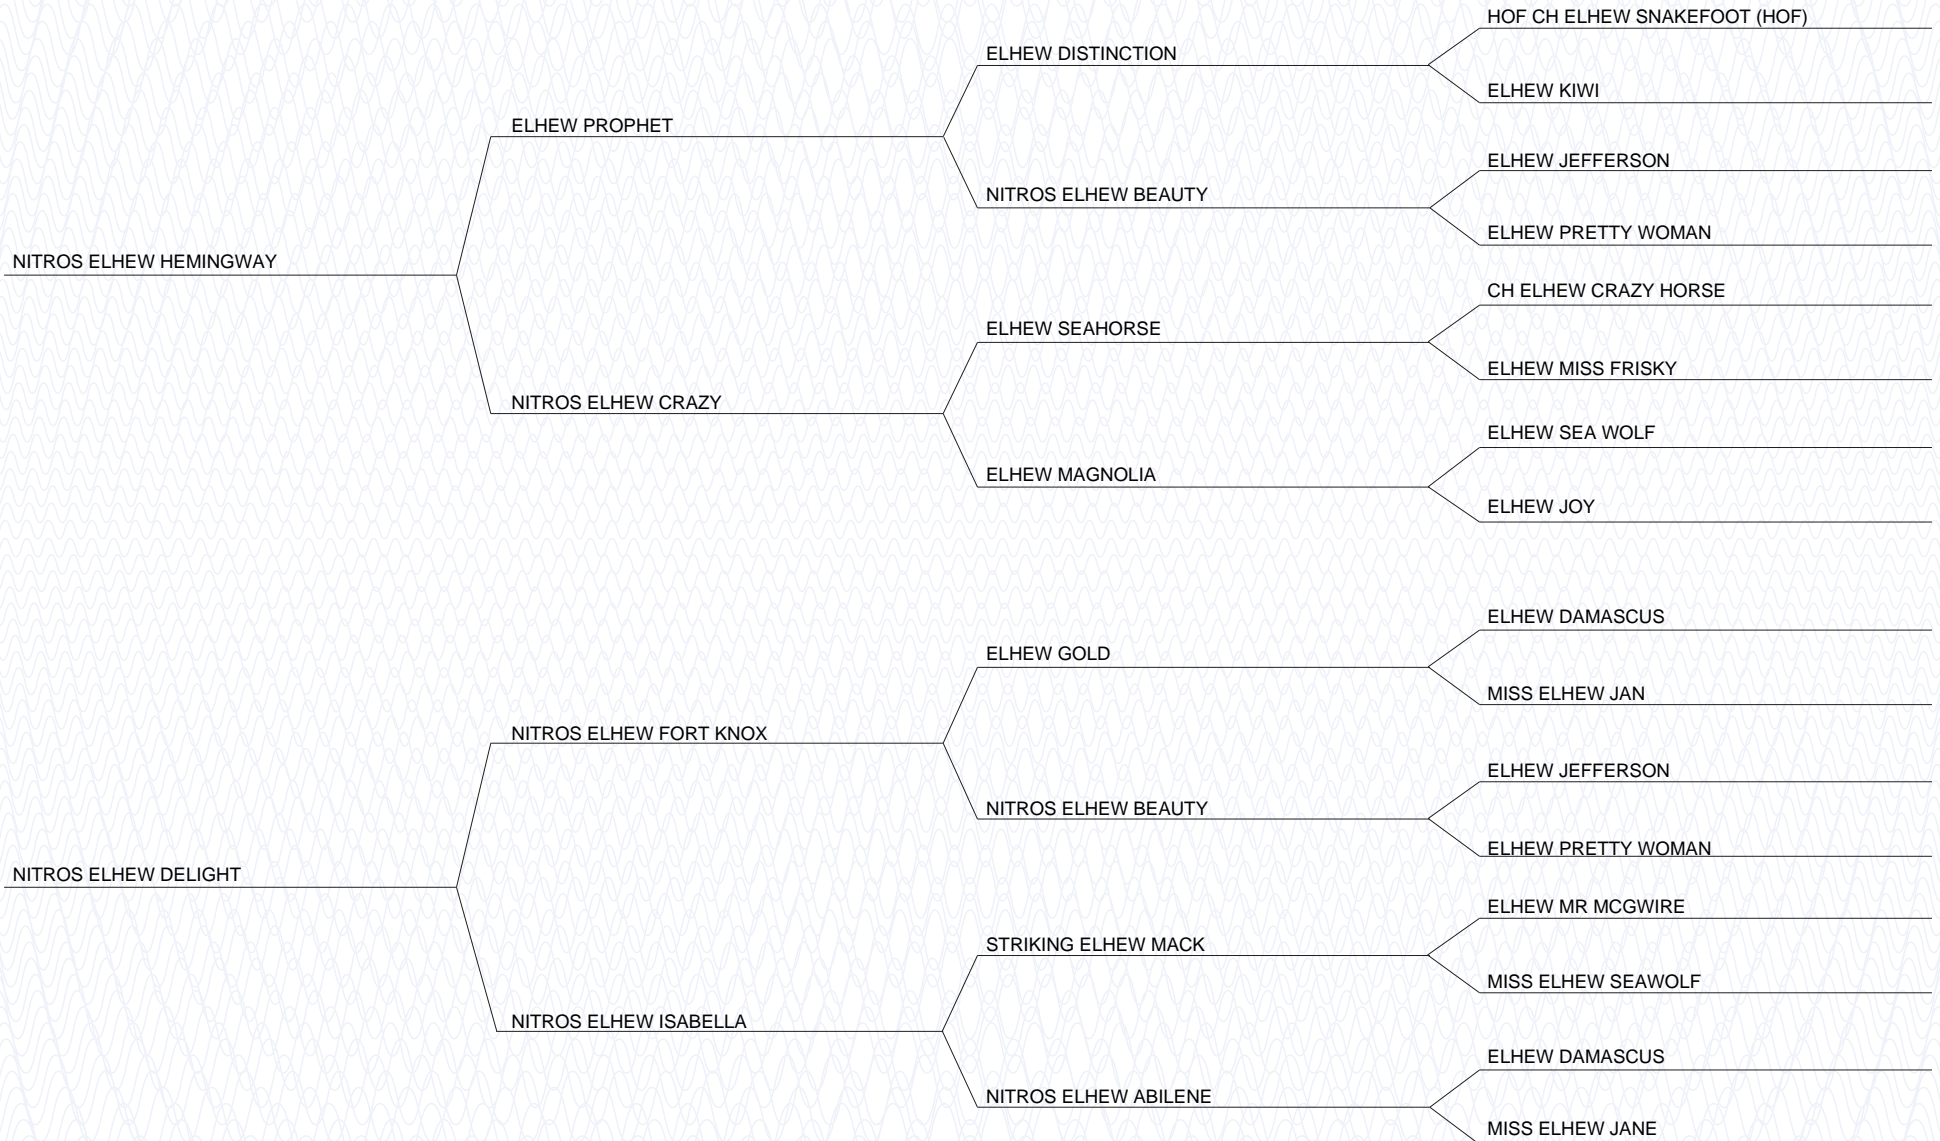 HOF CH ELHEW SNAKEFOOT (HOF)
ELHEW DISTINCTION
ELHEW KIWI
ELHEW PROPHET
ELHEW JEFFERSON
NITROS ELHEW BEAUTY
ELHEW PRETTY WOMAN
NITROS ELHEW HEMINGWAY
CH ELHEW CRAZY HORSE
ELHEW SEAHORSE
ELHEW MISS FRISKY
NITROS ELHEW CRAZY
ELHEW SEA WOLF
ELHEW MAGNOLIA
ELHEW JOY
ELHEW DAMASCUS
ELHEW GOLD
MISS ELHEW JAN
NITROS ELHEW FORT KNOX
ELHEW JEFFERSON
NITROS ELHEW BEAUTY
ELHEW PRETTY WOMAN
NITROS ELHEW DELIGHT
ELHEW MR MCGWIRE
STRIKING ELHEW MACK
MISS ELHEW SEAWOLF
NITROS ELHEW ISABELLA
ELHEW DAMASCUS
NITROS ELHEW ABILENE
MISS ELHEW JANE